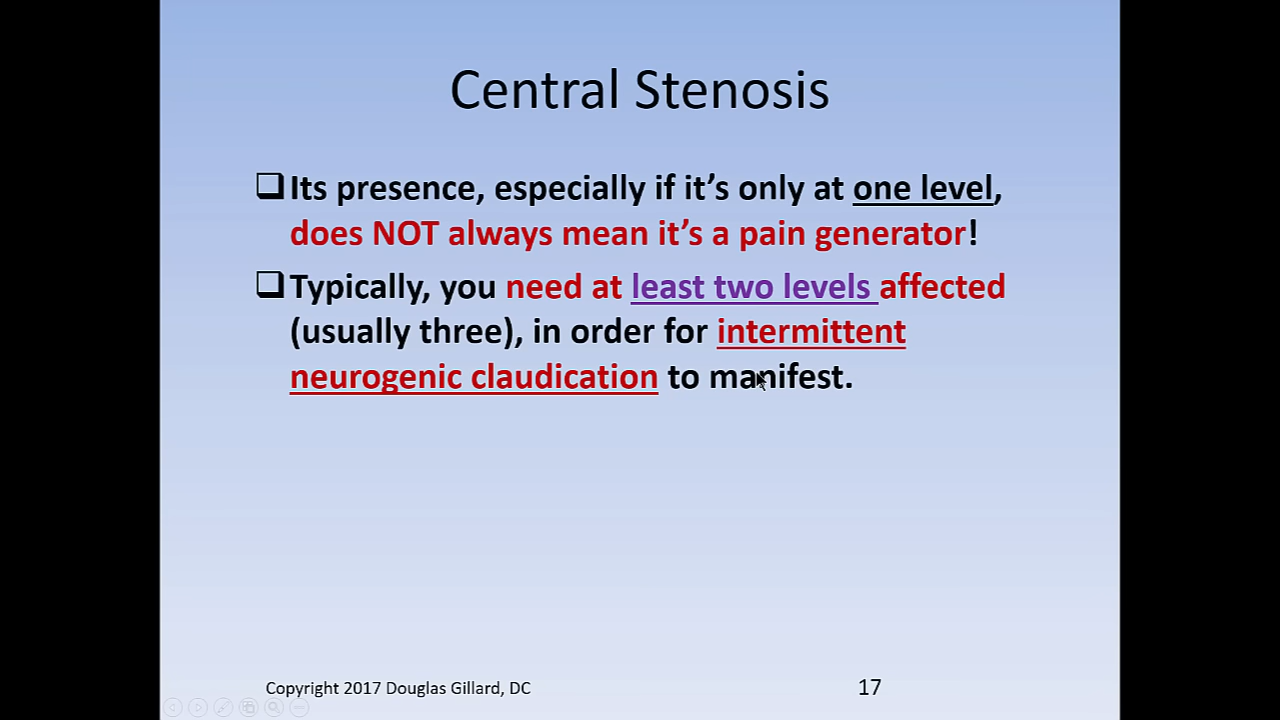 Central Stenosis
Its presence, especially if it’s only at one level,
does NOT always mean it’s a pain generator!
Typically, you need at least two levels affected
(usually three), in order for intermittent
neurogenic claudication to manifest.
Copyright 2017 Douglas Gillard, DC
17